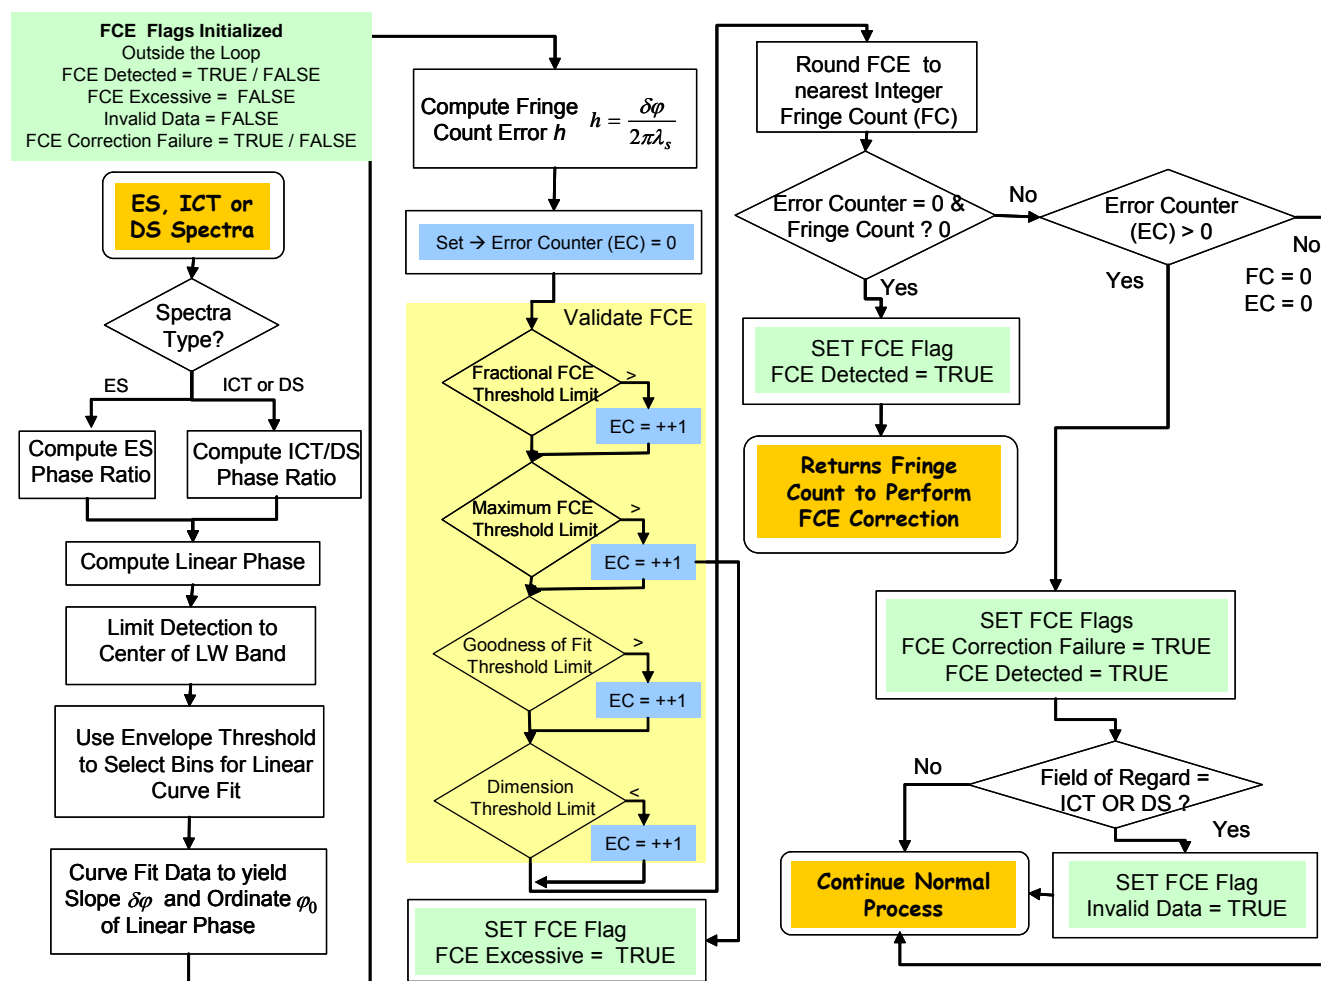 FCE Flags Initialized
Outside the Loop
FCE Detected = TRUE / FALSE
FCE Excessive = FALSE
Invalid Data = FALSE
FCE Correction Failure = TRUE / FALSE
ES, ICT or
DS Spectra
Spectra
Type?
ES
ICT or DS
Compute ES
Phase Ratio
Compute ICT/DS
Phase Ratio
Compute Linear Phase
Limit Detection to
Center of LW Band
Use Envelope Threshold
to Select Bins for Linear
Curve Fit
Curve Fit Data to yield
Slope δφ and Ordinate φ₀
of Linear Phase
Compute Fringe
Count Error h h = δφ / 2πλₛ
Set → Error Counter (EC) = 0
Validate FCE
Fractional FCE
Threshold Limit
>
EC = ++1
Maximum FCE
Threshold Limit
>
EC = ++1
Goodness of Fit
Threshold Limit
>
EC = ++1
Dimension
Threshold Limit
<
EC = ++1
SET FCE Flag
FCE Excessive = TRUE
Round FCE to
nearest Integer
Fringe Count (FC)
Error Counter = 0 &
Fringe Count ? 0
No
Yes
SET FCE Flag
FCE Detected = TRUE
Returns Fringe
Count to Perform
FCE Correction
Error Counter
(EC) > 0
No
Yes
FC = 0
EC = 0
SET FCE Flags
FCE Correction Failure = TRUE
FCE Detected = TRUE
Field of Regard =
ICT OR DS ?
No
Yes
SET FCE Flag
Invalid Data = TRUE
Continue Normal
Process